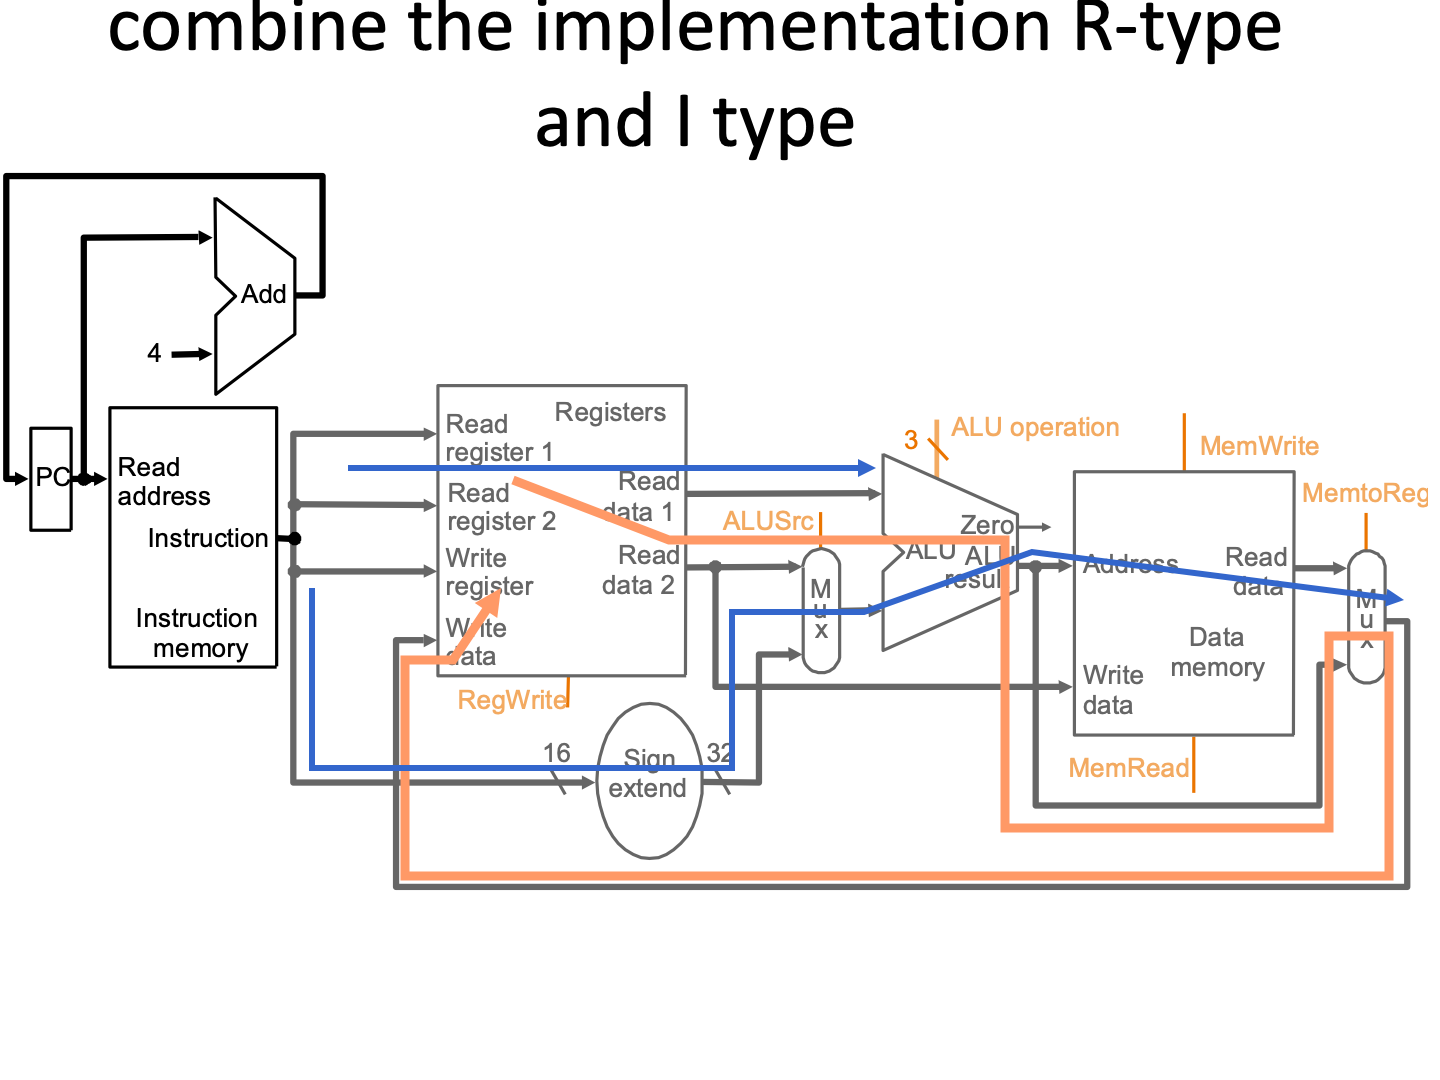 combine the implementation R-type
and I type
Add
4
PC
Read
address
Instruction
Instruction
memory
Registers
Read
register 1
Read
register 2
Write
register
Write
data
Read
data 1
Read
data 2
RegWrite
16
Sign
extend
32
ALUSrc
M
u
x
3
ALU operation
Zero
ALU
ALU
result
MemWrite
Address
Read
data
Data
memory
Write
data
MemRead
MemtoReg
M
u
x